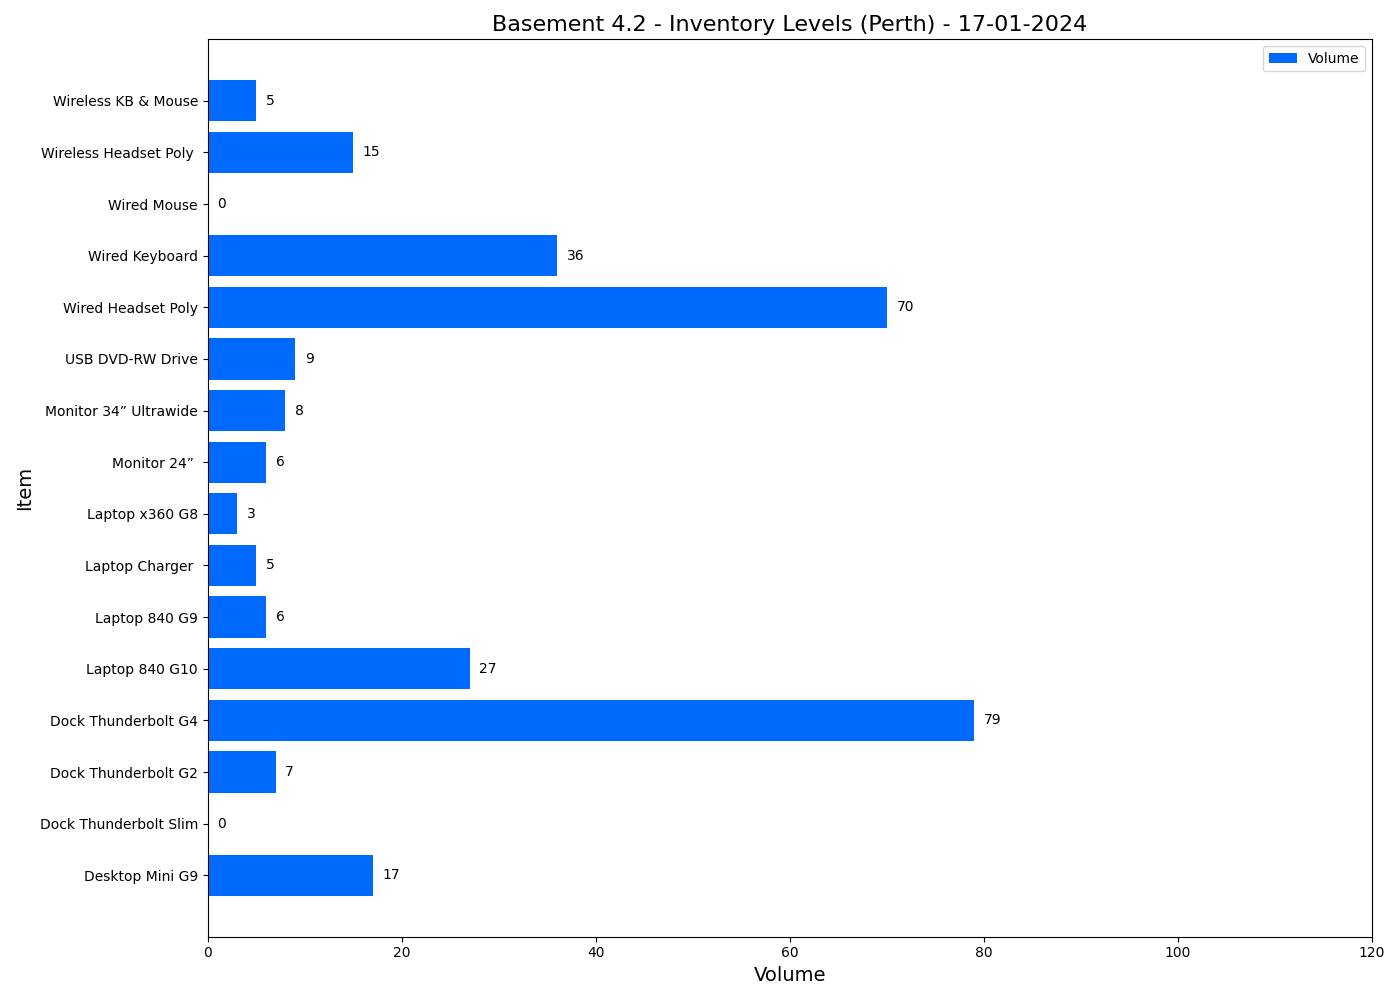 Basement 4.2 - Inventory Levels (Perth) - 17-01-2024
Volume
Wireless KB & Mouse 5
Wireless Headset Poly 15
Wired Mouse 0
Wired Keyboard 36
Wired Headset Poly 70
USB DVD-RW Drive 9
Monitor 34” Ultrawide 8
Monitor 24” 6
Laptop x360 G8 3
Laptop Charger 5
Laptop 840 G9 6
Laptop 840 G10 27
Dock Thunderbolt G4 79
Dock Thunderbolt G2 7
Dock Thunderbolt Slim 0
Desktop Mini G9 17
Item
0 20 40 60 80 100 120
Volume